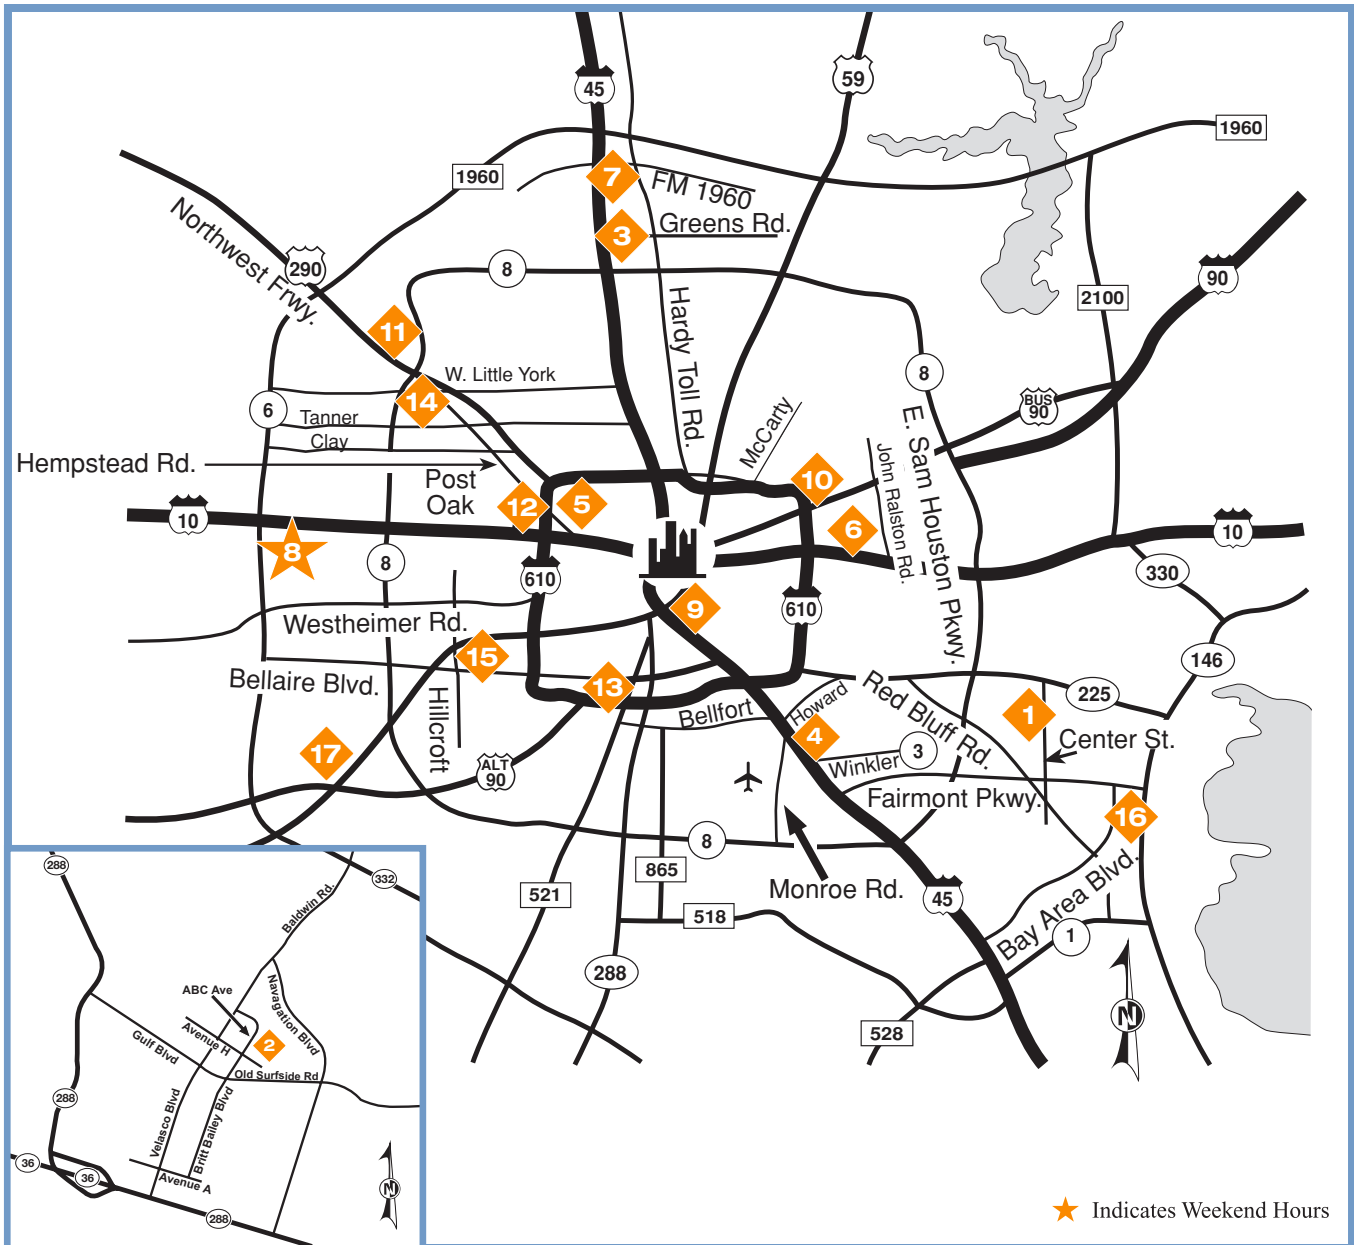 45
59
1960
1960
7
FM 1960
3
Greens Rd.
Northwest Frwy.
290
8
90
2100
Hardy Toll Rd.
11
8
W. Little York
14
6
Tanner
Clay
BUS
90
McCarty
E. Sam Houston Pkwy.
John Ralston Rd.
Hempstead Rd.
Post
Oak
10
12
5
10
6
10
8
8
610
330
9
610
Westheimer Rd.
15
146
Bellaire Blvd.
13
Hillcroft
Bellfort
Howard
Red Bluff Rd.
225
1
Center St.
17
4
3
Winkler
ALT
90
Fairmont Pkwy.
16
8
865
Monroe Rd.
521
45
518
Bay Area Blvd.
1
288
528
N
288
332
Baldwin Rd.
ABC Ave
Navagation Blvd
Avenue H
2
Gulf Blvd
Old Surfside Rd
288
Velasco Blvd
Britt Bailey Blvd
36
36
Avenue A
N
288
Indicates Weekend Hours